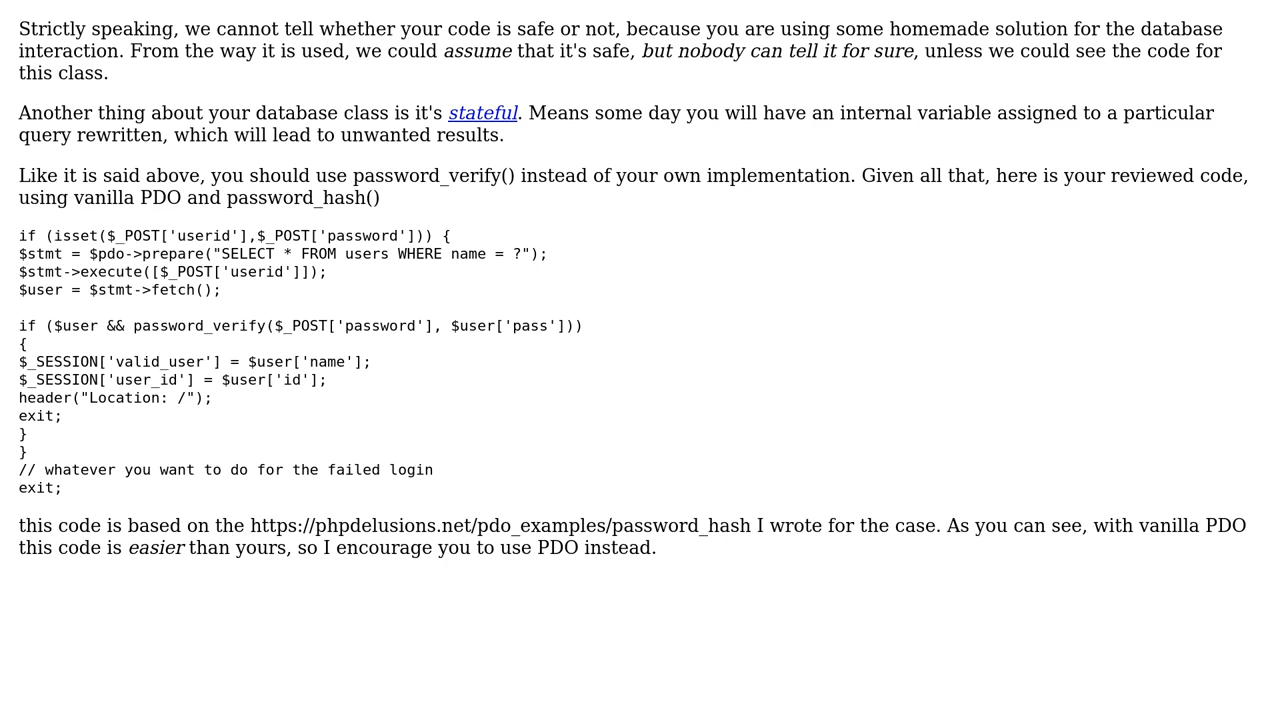 Strictly speaking, we cannot tell whether your code is safe or not, because you are using some homemade solution for the database
interaction. From the way it is used, we could assume that it's safe, but nobody can tell it for sure, unless we could see the code for
this class.
Another thing about your database class is it's stateful. Means some day you will have an internal variable assigned to a particular
query rewritten, which will lead to unwanted results.
Like it is said above, you should use password_verify() instead of your own implementation. Given all that, here is your reviewed code,
using vanilla PDO and password_hash()
if (isset($_POST['userid'],$_POST['password'])) {
$stmt = $pdo->prepare("SELECT * FROM users WHERE name = ?");
$stmt->execute([$_POST['userid']]);
$user = $stmt->fetch();
if ($user && password_verify($_POST['password'], $user['pass']))
{
$_SESSION['valid_user'] = $user['name'];
$_SESSION['user_id'] = $user['id'];
header("Location: /");
exit;
}
}
// whatever you want to do for the failed login
exit;
this code is based on the https://phpdelusions.net/pdo_examples/password_hash I wrote for the case. As you can see, with vanilla PDO
this code is easier than yours, so I encourage you to use PDO instead.